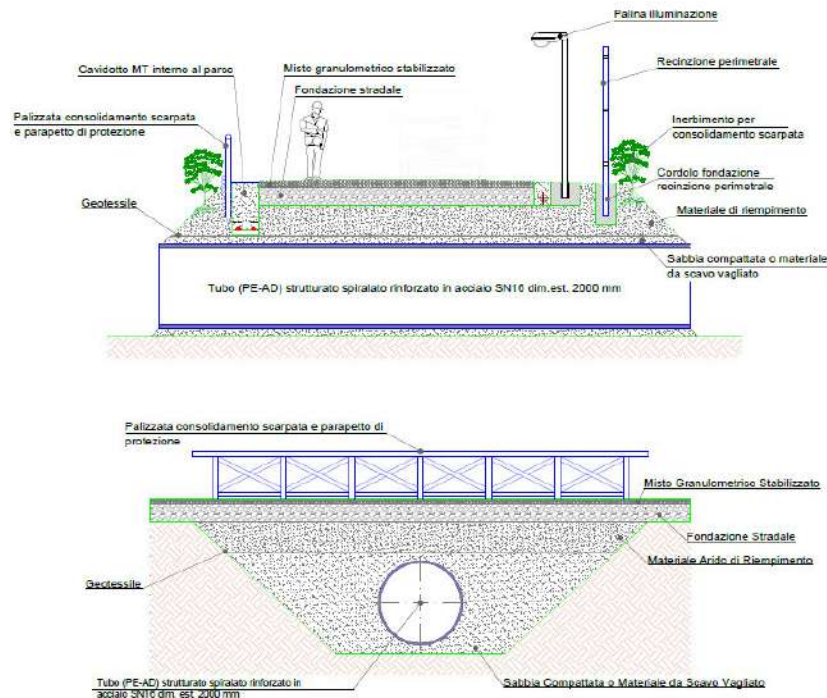 Palina illuminazione
Cavidotto MT interno al parco
Misto granulometrico stabilizzato
Recinzione perimetrale
Fondazione stradale
Palizzata consolidamento scarpata
e parapetto di protezione
Inerbimento per
consolidamento scarpata
Cordolo fondazione
recinzione perimetrale
Geotessile
Materiale di riempimento
Sabbia compattata o materiale
da scavo vagliato
Tubo (PE-AD) strutturato spiralato rinforzato in acciaio SN16 dim.est. 2000 mm
Palizzata consolidamento scarpata e parapetto di
protezione
Misto Granulometrico Stabilizzato
Fondazione Stradale
Materiale Arido di Riempimento
Geotessile
Tubo (PE-AD) strutturato spiralato rinforzato in
acciaio SN16 dim. est. 2000 mm
Sabbia Compattata o Materiale da Scavo Vagliato